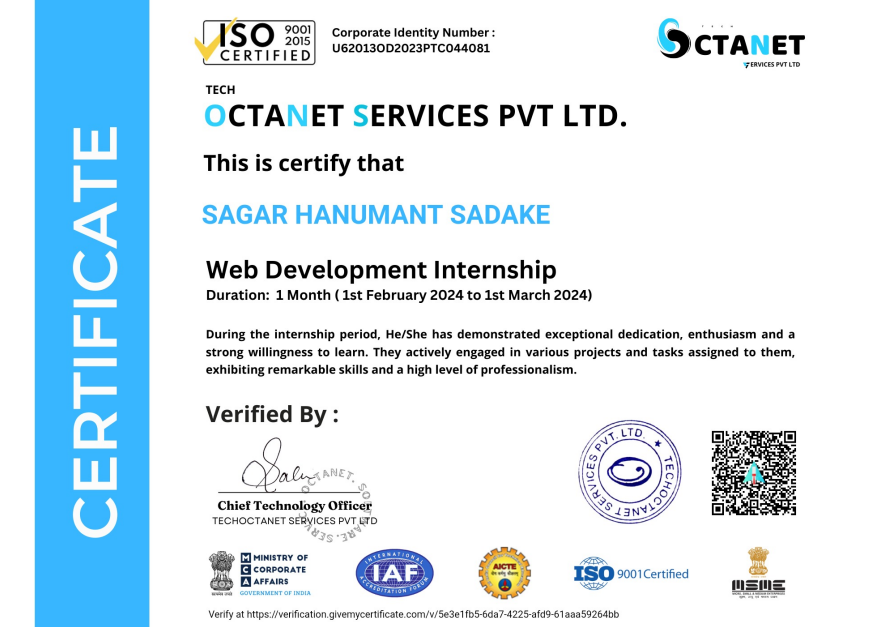 CERTIFICATE
ISO 9001 2015
CERTIFIED
Corporate Identity Number :
U62013OD2023PTC044081
OCTANET
SERVICES PVT LTD
TECH
OCTANET SERVICES PVT LTD.
This is certify that
SAGAR HANUMANT SADAKE
Web Development Internship
Duration: 1 Month ( 1st February 2024 to 1st March 2024)
During the internship period, He/She has demonstrated exceptional dedication, enthusiasm and a
strong willingness to learn. They actively engaged in various projects and tasks assigned to them,
exhibiting remarkable skills and a high level of professionalism.
Verified By :
Chief Technology Officer
TECHOCTANET SERVICES PVT LTD
TECHOCTANET SERVICES PVT. LTD.
MINISTRY OF
CORPORATE
AFFAIRS
GOVERNMENT OF INDIA
INTERNATIONAL
IAF
ACCREDITATION FORUM
AICTE
ISO 9001Certified
MSME
Verify at https://verification.givemycertificate.com/v/5e3e1fb5-6da7-4225-afd9-61aaa59264bb